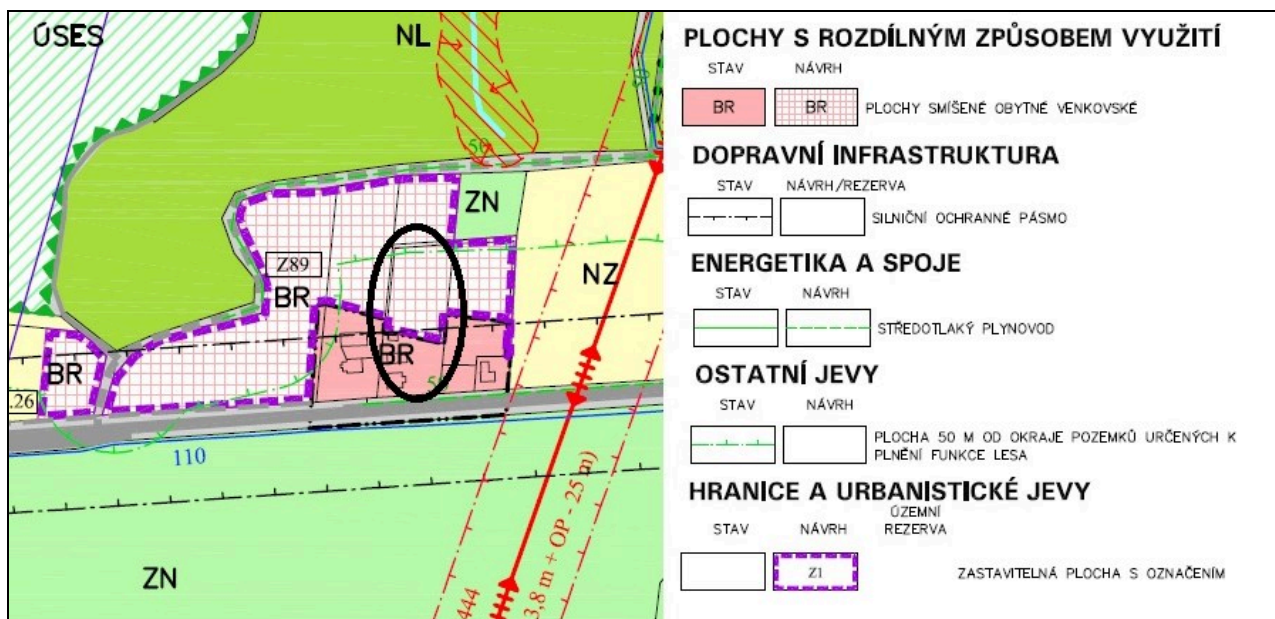 ÚSES
NL
50
ZN
Z89
BR
NZ
BR
BR
.26
110
ZN
444
3,8 m + OP - 25 m)
PLOCHY S ROZDÍLNÝM ZPŮSOBEM VYUŽITÍ
STAV NÁVRH
BR BR PLOCHY SMÍŠENÉ OBYTNÉ VENKOVSKÉ
DOPRAVNÍ INFRASTRUKTURA
STAV NÁVRH/REZERVA
SILNIČNÍ OCHRANNÉ PÁSMO
ENERGETIKA A SPOJE
STAV NÁVRH
STŘEDOTLAKÝ PLYNOVOD
OSTATNÍ JEVY
STAV NÁVRH
PLOCHA 50 M OD OKRAJE POZEMKŮ URČENÝCH K
PLNĚNÍ FUNKCE LESA
HRANICE A URBANISTICKÉ JEVY
STAV NÁVRH ÚZEMNÍ
REZERVA
Z1 ZASTAVITELNÁ PLOCHA S OZNAČENÍM